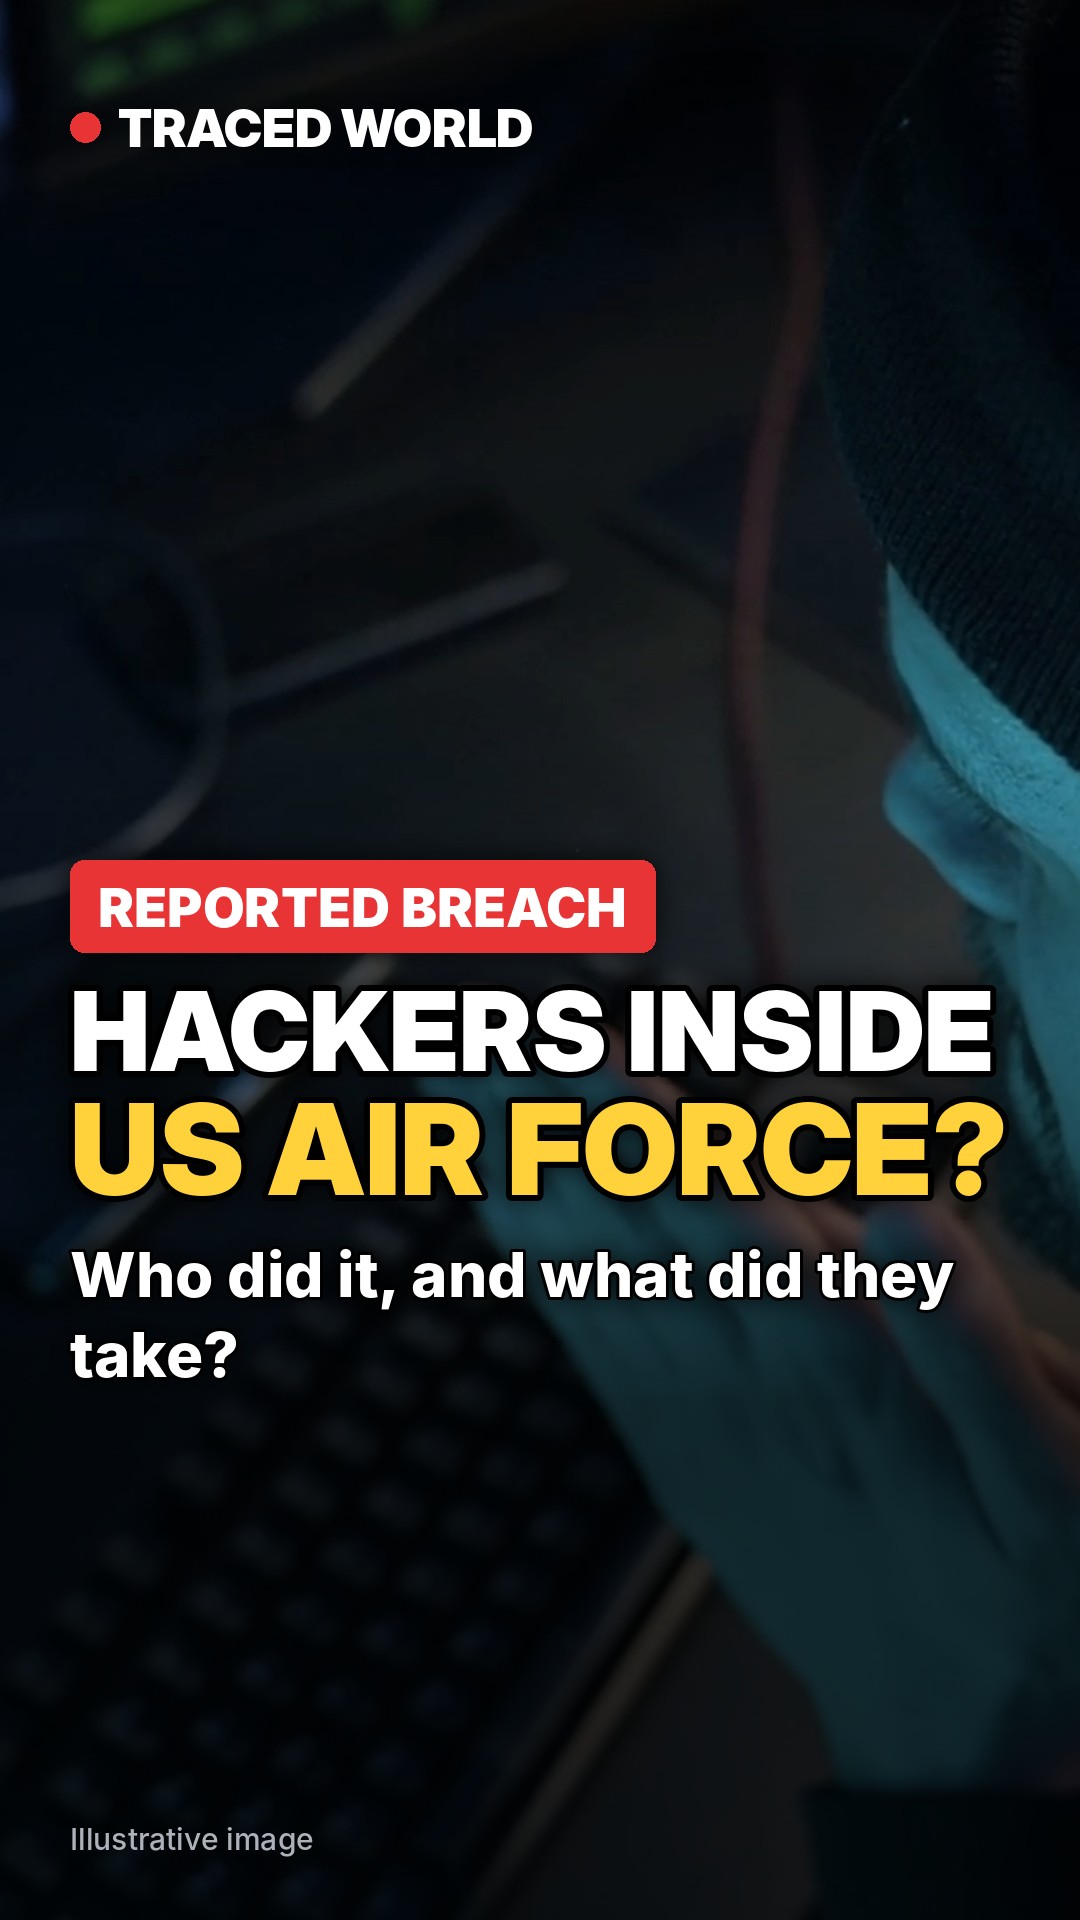 TRACED WORLD
REPORTED BREACH
HACKERS INSIDE
US AIR FORCE?
Who did it, and what did they
take?
Illustrative image